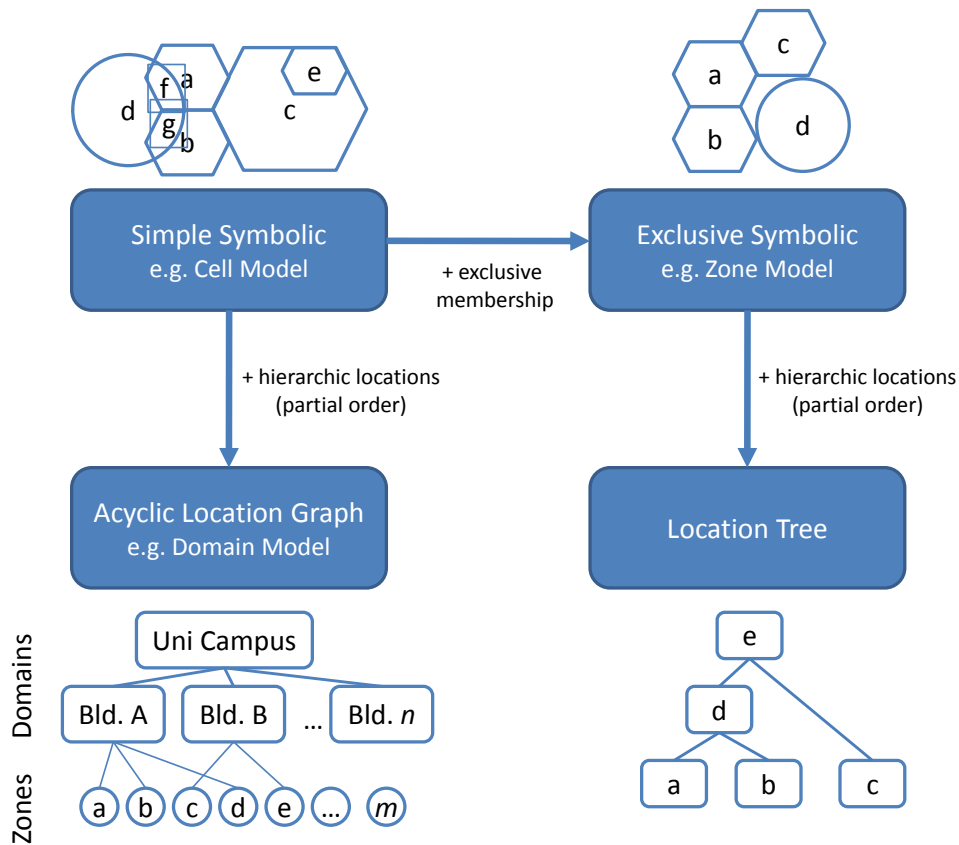 d
f
a
g
b
c
e
a
c
b
d
Simple Symbolic
e.g. Cell Model
+ exclusive
membership
Exclusive Symbolic
e.g. Zone Model
+ hierarchic locations
(partial order)
+ hierarchic locations
(partial order)
Acyclic Location Graph
e.g. Domain Model
Location Tree
Domains
Uni Campus
Bld. A
Bld. B
...
Bld. n
Zones
a
b
c
d
e
...
m
e
d
a
b
c